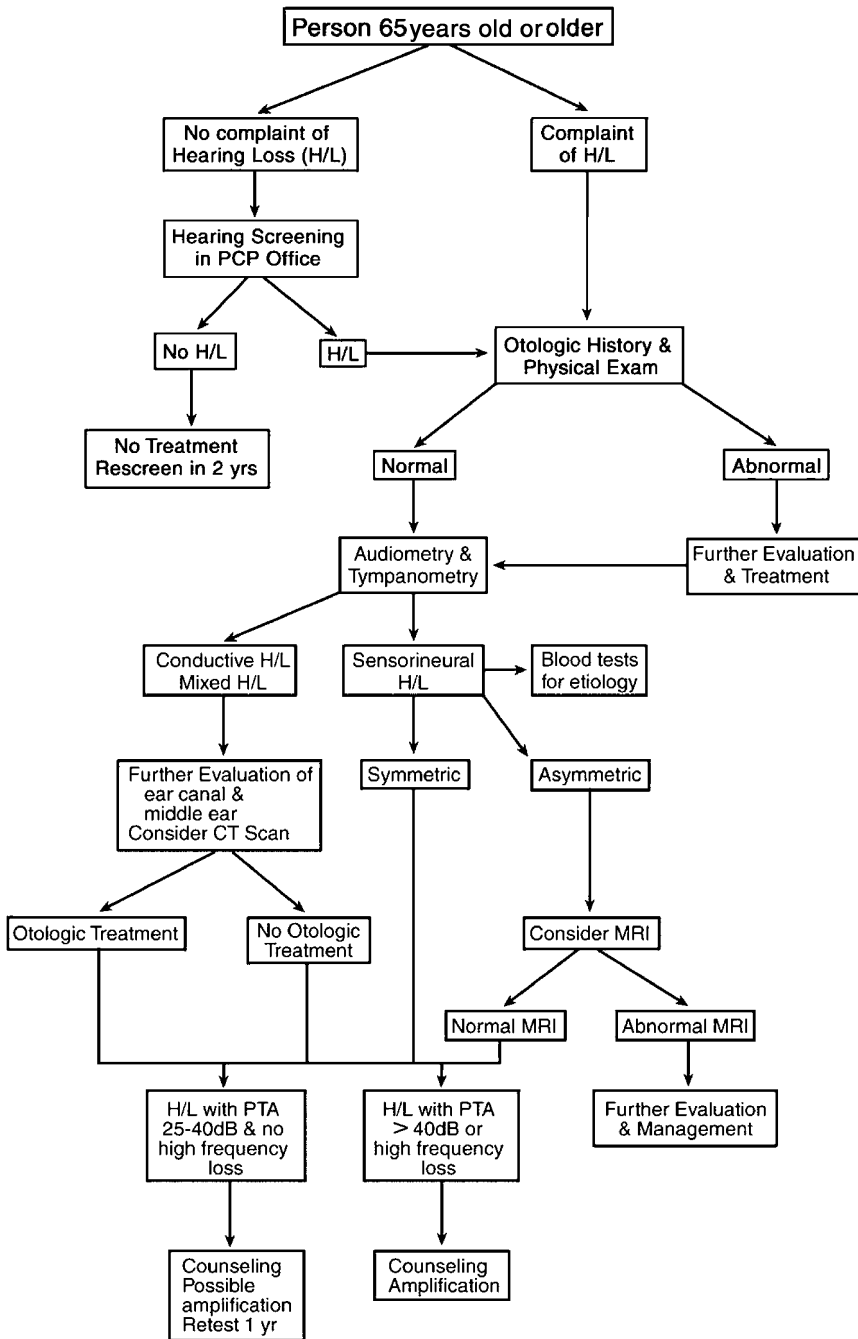 Person 65 years old or older
No complaint of
Hearing Loss (H/L)
Complaint
of H/L
Hearing Screening
in PCP Office
No H/L
H/L
Otologic History &
Physical Exam
No Treatment
Rescreen in 2 yrs
Normal
Abnormal
Audiometry &
Tympanometry
Further Evaluation
& Treatment
Conductive H/L
Mixed H/L
Sensorineural
H/L
Blood tests
for etiology
Further Evaluation of
ear canal &
middle ear
Consider CT Scan
Symmetric
Asymmetric
Otologic Treatment
No Otologic
Treatment
Consider MRI
Normal MRI
Abnormal MRI
H/L with PTA
25-40dB & no
high frequency
loss
H/L with PTA
> 40dB or
high frequency
loss
Further Evaluation
& Management
Counseling
Possible
amplification
Retest 1 yr
Counseling
Amplification